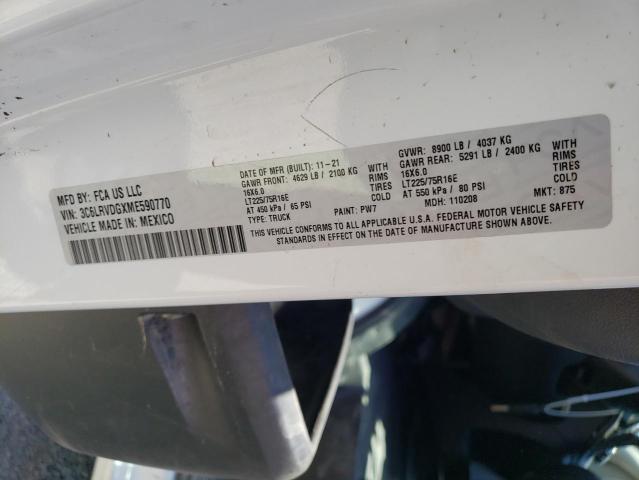 MFD BY: FCA US LLC
VIN: 3C6LRVDGXME590770
VEHICLE MADE IN: MEXICO
DATE OF MFR (BUILT): 11-21
GAWR FRONT: 4629 LB / 2100 KG WITH
16X6.0 TIRES
LT225/75R16E RIMS
AT 450 kPa / 65 PSI COLD
TYPE: TRUCK
PAINT: PW7
GVWR: 8900 LB / 4037 KG
GAWR REAR: 5291 LB / 2400 KG WITH
16X6.0 TIRES
LT225/75R16E RIMS
AT 550 kPa / 80 PSI COLD
MDH: 110208
MKT: 875
THIS VEHICLE CONFORMS TO ALL APPLICABLE U.S.A. FEDERAL MOTOR VEHICLE SAFETY
STANDARDS IN EFFECT ON THE DATE OF MANUFACTURE SHOWN ABOVE.